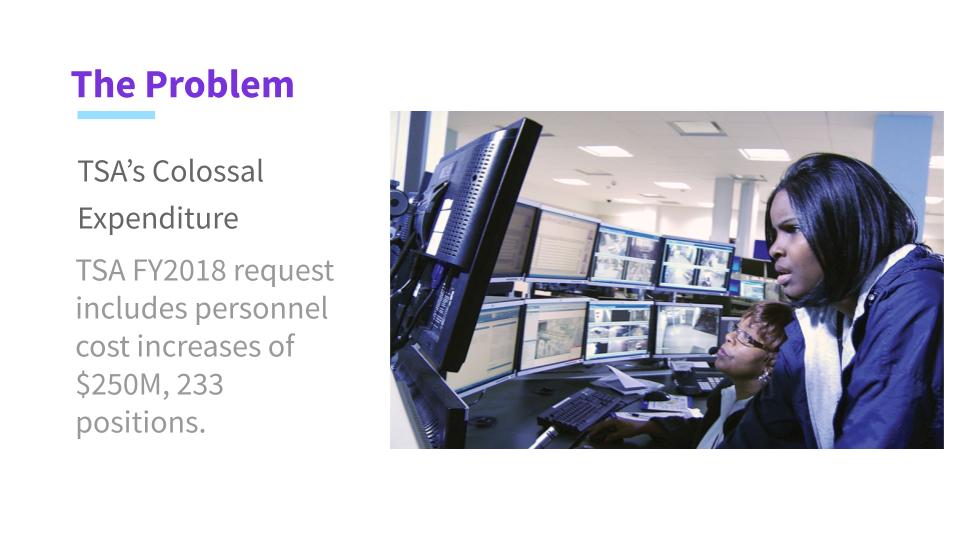 The Problem
TSA’s Colossal
Expenditure
TSA FY2018 request
includes personnel
cost increases of
$250M, 233
positions.